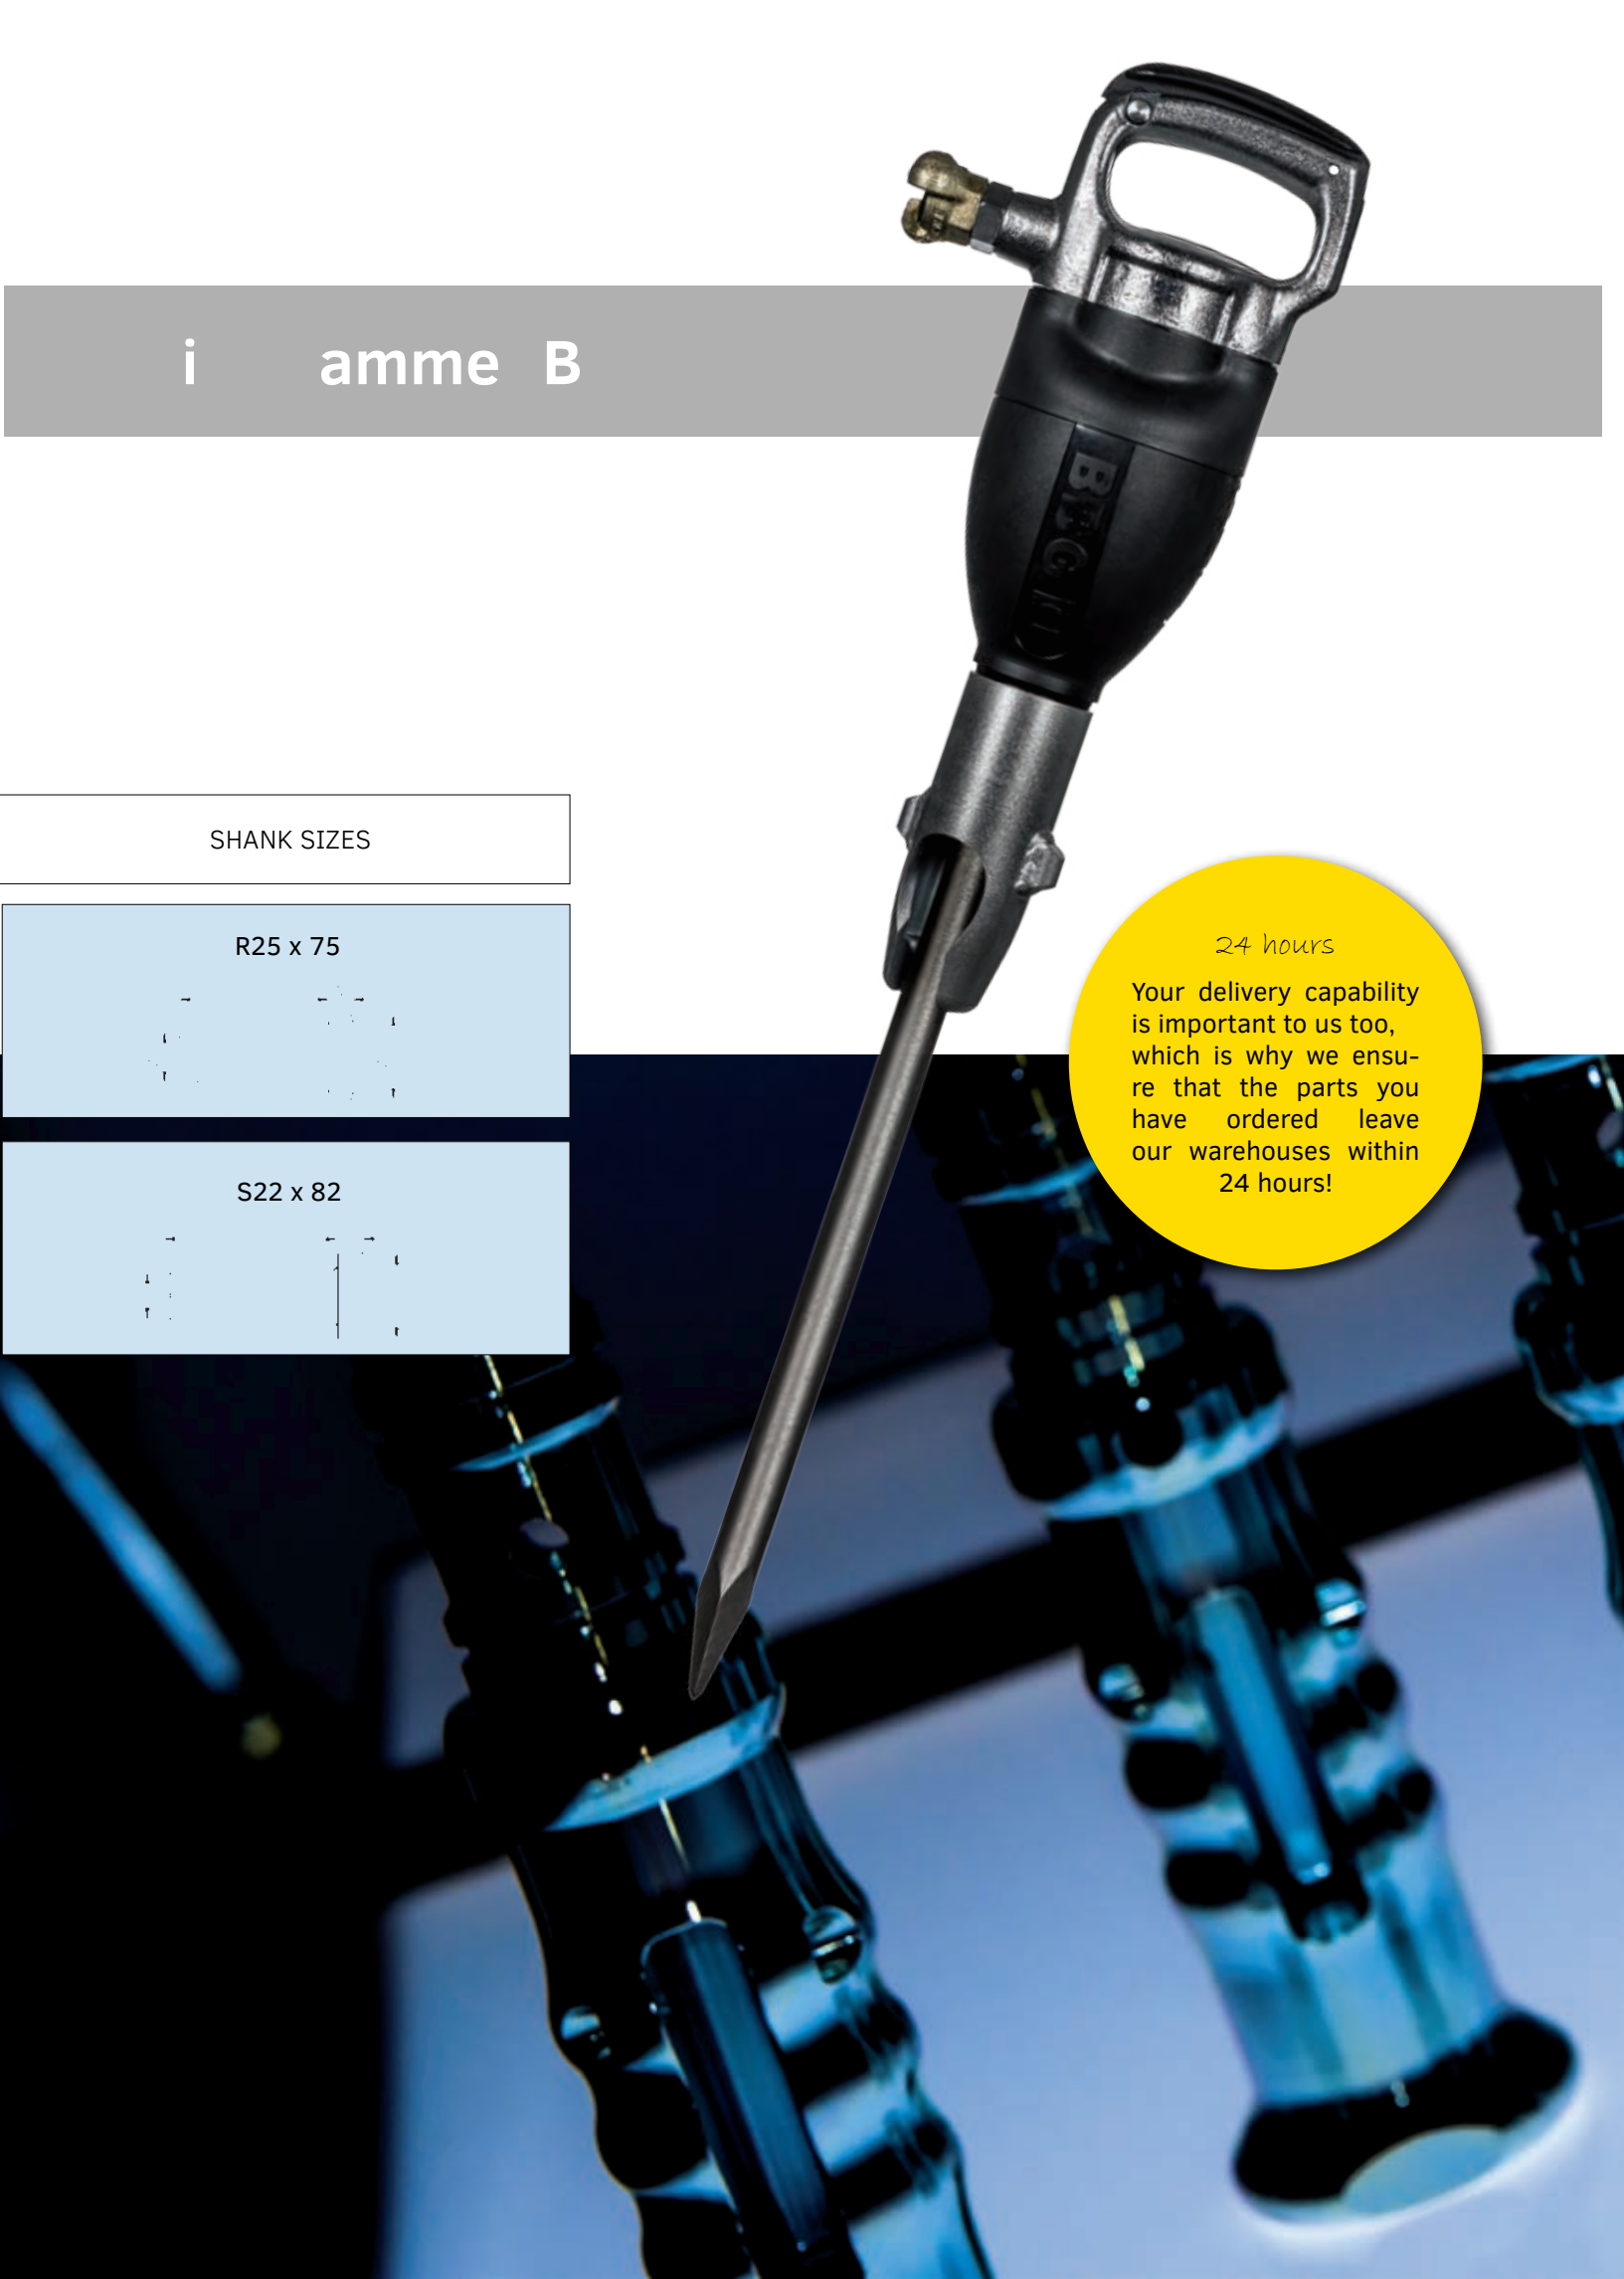 i amme B
SHANK SIZES
R25 x 75
S22 x 82
24 hours
Your delivery capability
is important to us too,
which is why we ensu-
re that the parts you
have ordered leave
our warehouses within
24 hours!